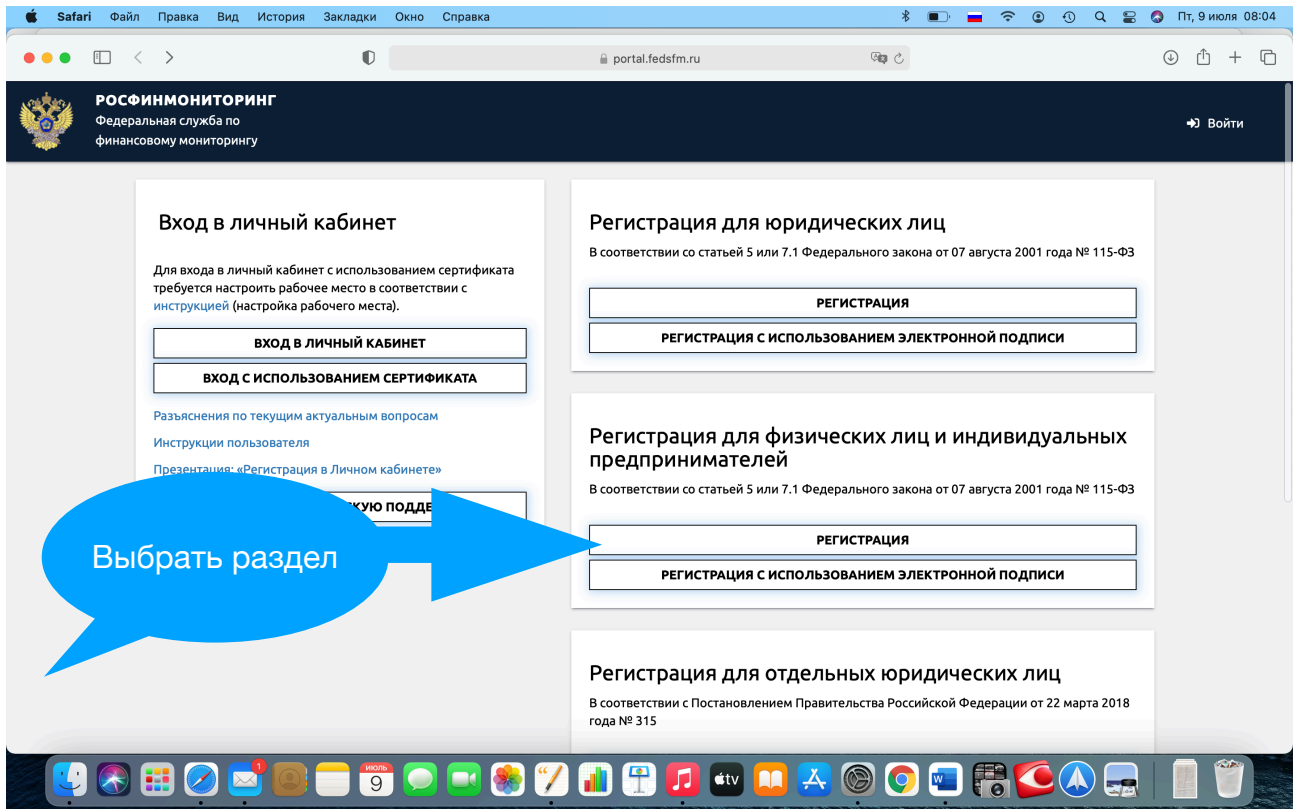 Safari Файл Правка Вид История Закладки Окно Справка
Пт, 9 июля 08:04
portal.fedsfm.ru
РОСФИНМОНИТОРИНГ
Федеральная служба по
финансовому мониторингу
Войти
Вход в личный кабинет
Для входа в личный кабинет с использованием сертификата
требуется настроить рабочее место в соответствии с
инструкцией (настройка рабочего места).
ВХОД В ЛИЧНЫЙ КАБИНЕТ
ВХОД С ИСПОЛЬЗОВАНИЕМ СЕРТИФИКАТА
Разъяснения по текущим актуальным вопросам
Инструкции пользователя
Презентация: «Регистрация в Личном кабинете»
Выбрать раздел
Регистрация для юридических лиц
В соответствии со статьей 5 или 7.1 Федерального закона от 07 августа 2001 года № 115-ФЗ
РЕГИСТРАЦИЯ
РЕГИСТРАЦИЯ С ИСПОЛЬЗОВАНИЕМ ЭЛЕКТРОННОЙ ПОДПИСИ
Регистрация для физических лиц и индивидуальных
предпринимателей
В соответствии со статьей 5 или 7.1 Федерального закона от 07 августа 2001 года № 115-ФЗ
РЕГИСТРАЦИЯ
РЕГИСТРАЦИЯ С ИСПОЛЬЗОВАНИЕМ ЭЛЕКТРОННОЙ ПОДПИСИ
Регистрация для отдельных юридических лиц
В соответствии с Постановлением Правительства Российской Федерации от 22 марта 2018
года № 315
1
ИЮЛЬ
9
tv
W